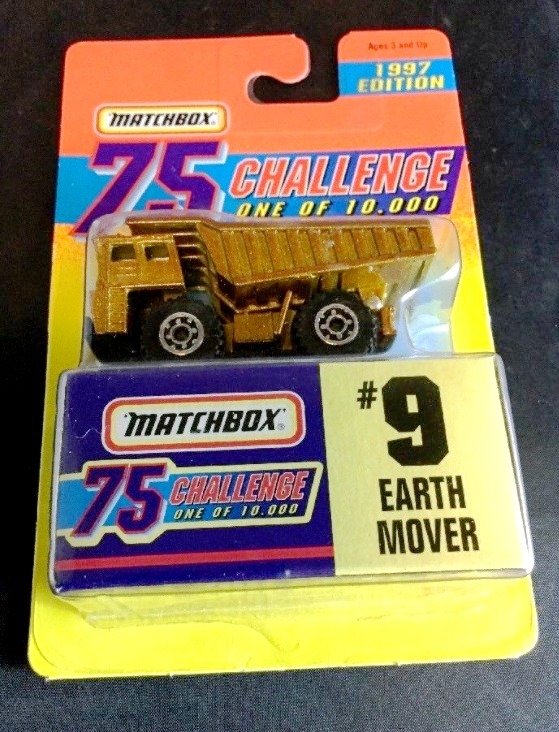 Ages 3 and Up
1997
EDITION
MATCHBOX
75 CHALLENGE
ONE OF 10.000
MATCHBOX®
75 CHALLENGE
ONE OF 10.000
#9
EARTH
MOVER